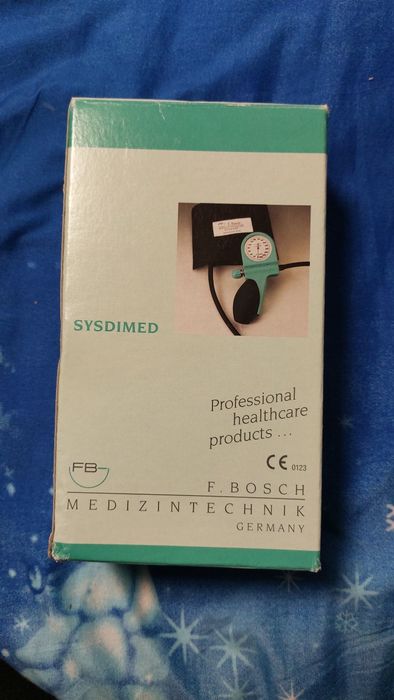 SYSDIMED
Professional
healthcare
products ...
CE 0123
FB
F. BOSCH
MEDIZINTECHNIK
GERMANY